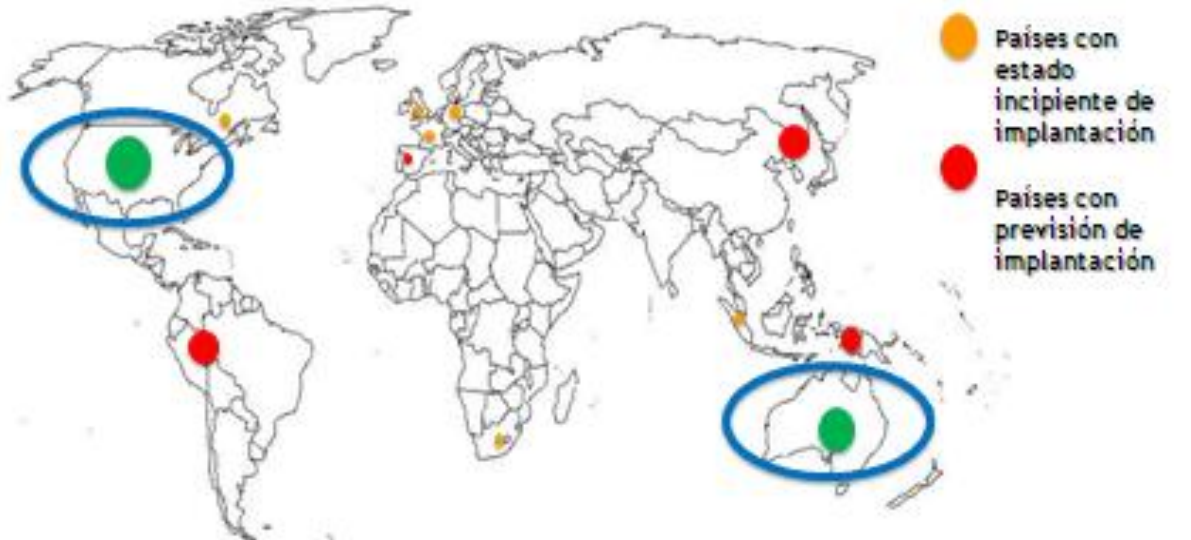 Países con
estado
incipiente de
implantación
Países con
previsión de
implantación